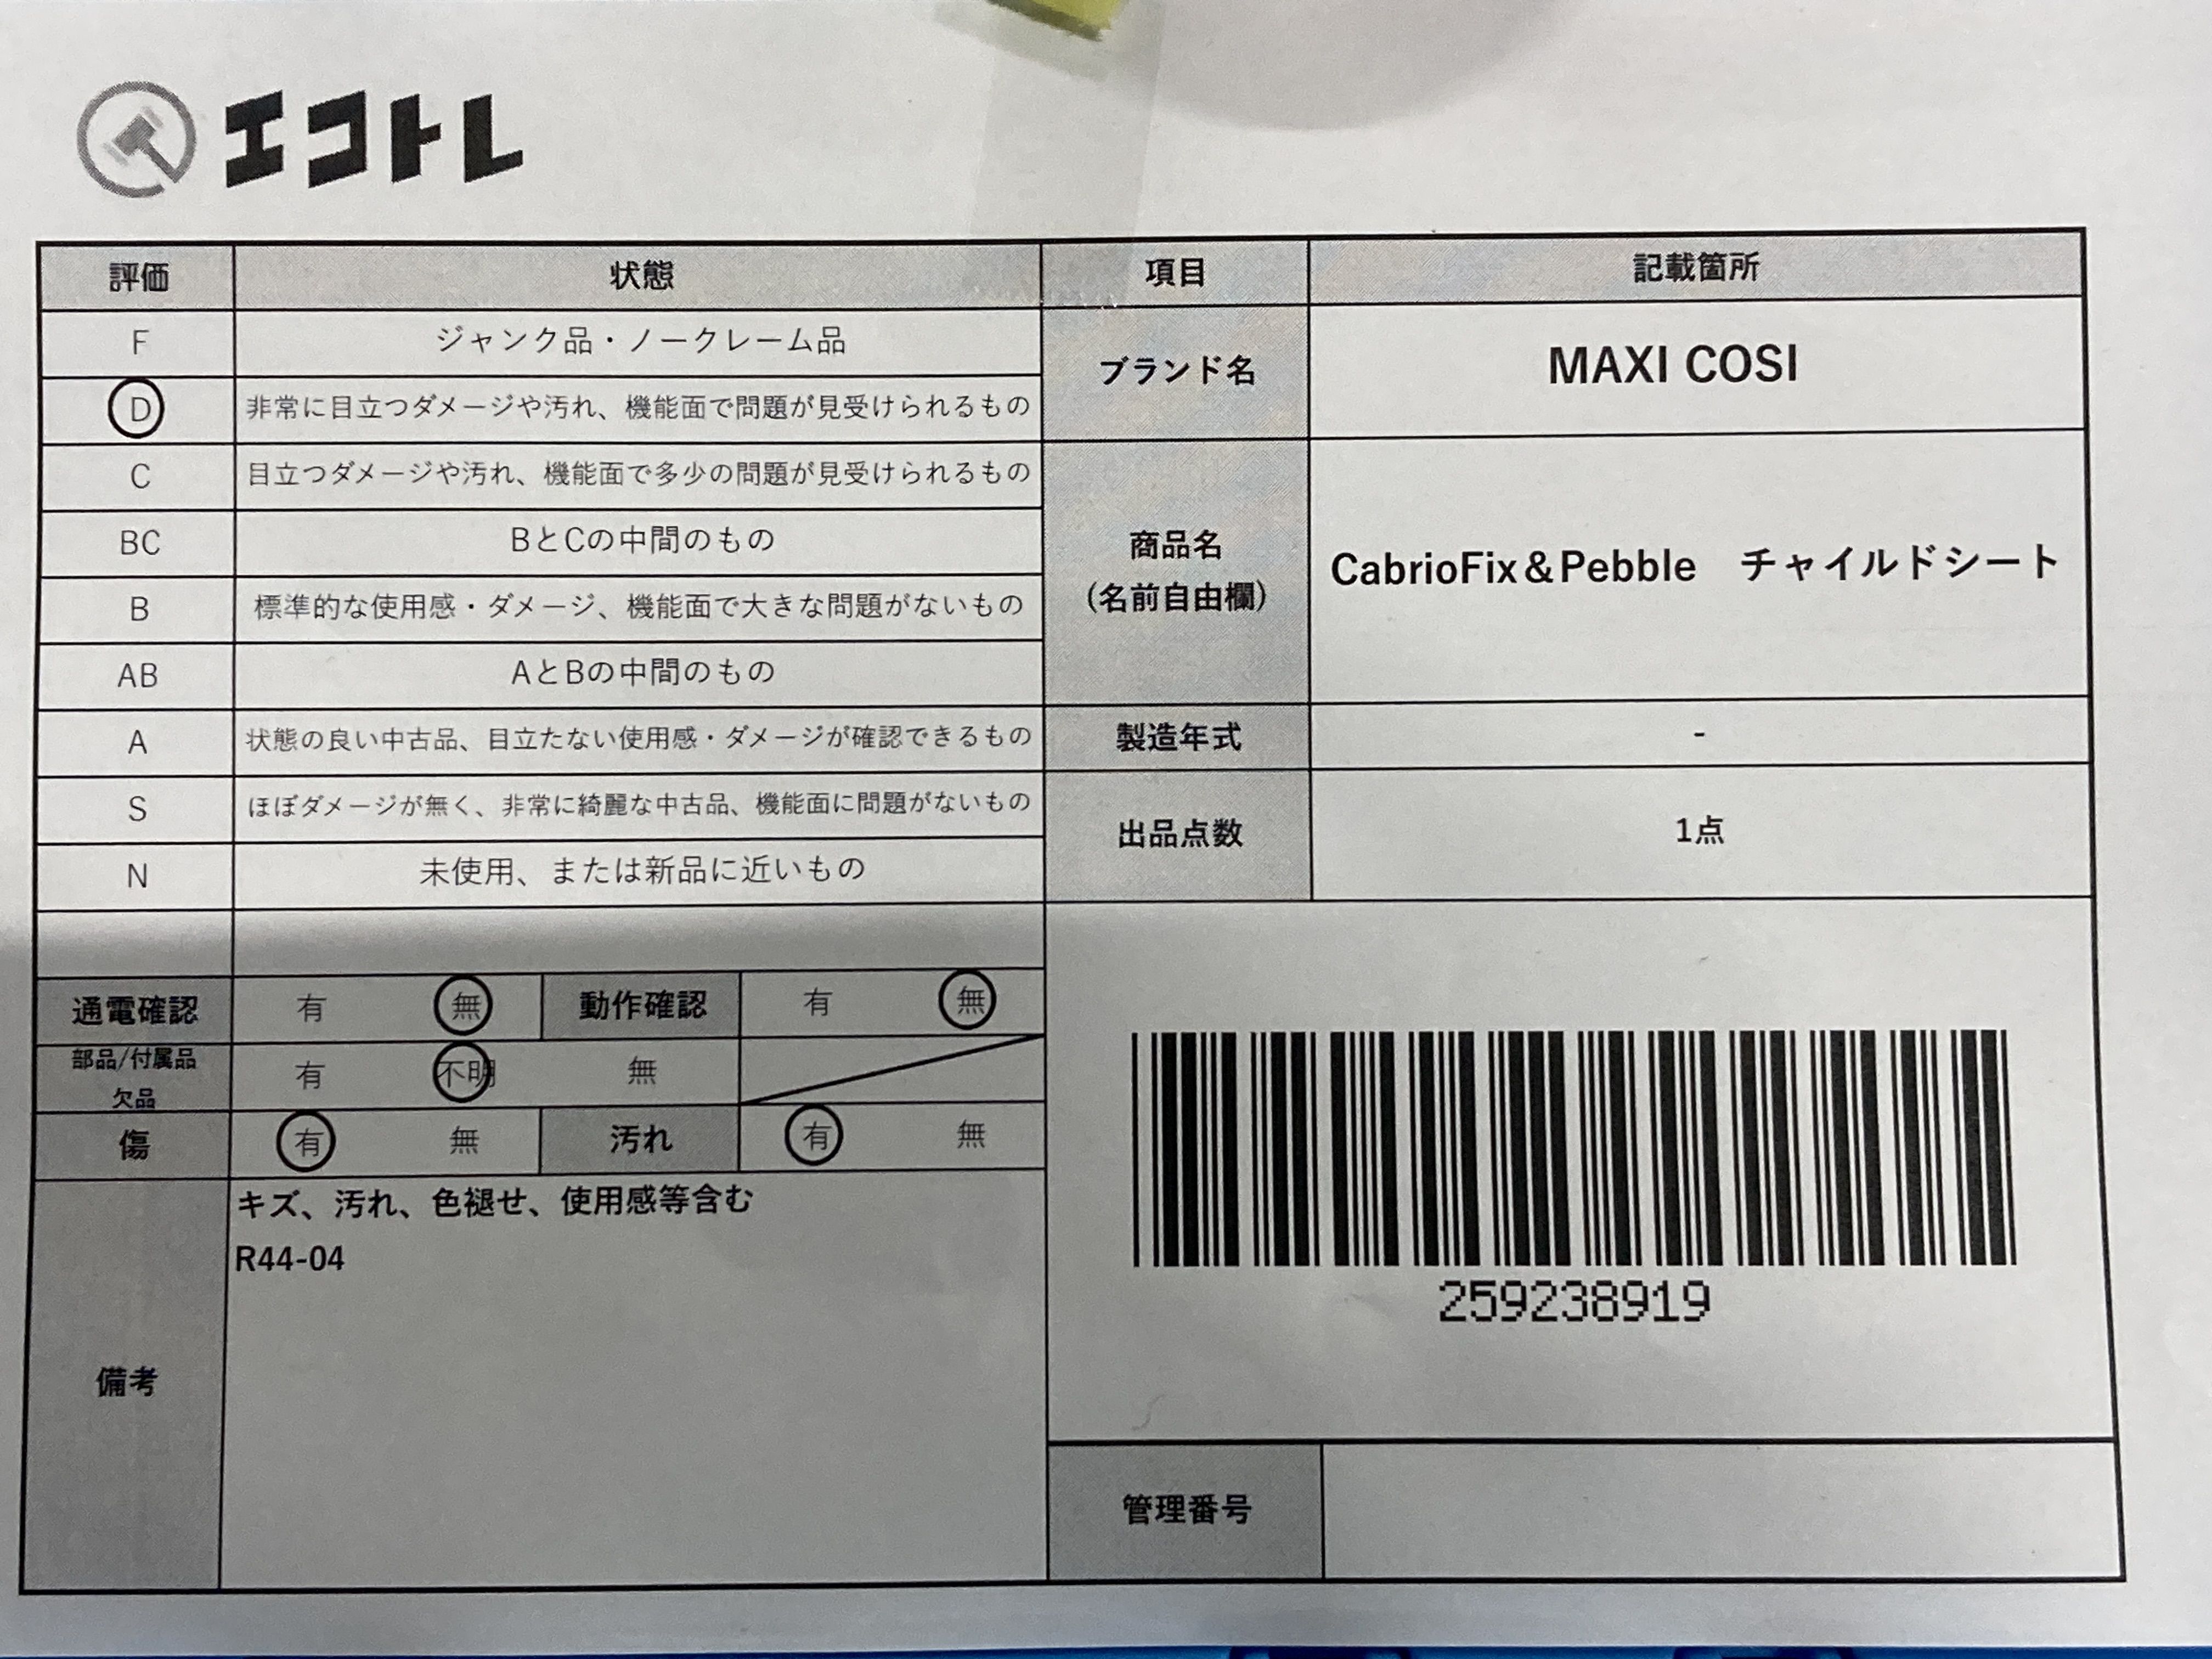 エコトレ
評価 状態 項目 記載箇所
F ジャンク品・ノークレーム品
ブランド名 MAXI COSI
D 非常に目立つダメージや汚れ、機能面で問題が見受けられるもの
C 目立つダメージや汚れ、機能面で多少の問題が見受けられるもの
BC BとCの中間のもの
商品名
(名前自由欄)
CabrioFix＆Pebble　チャイルドシート
B 標準的な使用感・ダメージ、機能面で大きな問題がないもの
AB AとBの中間のもの
A 状態の良い中古品、目立たない使用感・ダメージが確認できるもの
製造年式 -
S ほぼダメージが無く、非常に綺麗な中古品、機能面に問題がないもの
出品点数 1点
N 未使用、または新品に近いもの
通電確認 有 無 動作確認 有 無
部品/付属品
欠品
有 不明 無
傷 有 無 汚れ 有 無
備考
キズ、汚れ、色褪せ、使用感等含む
R44-04
259238919
管理番号